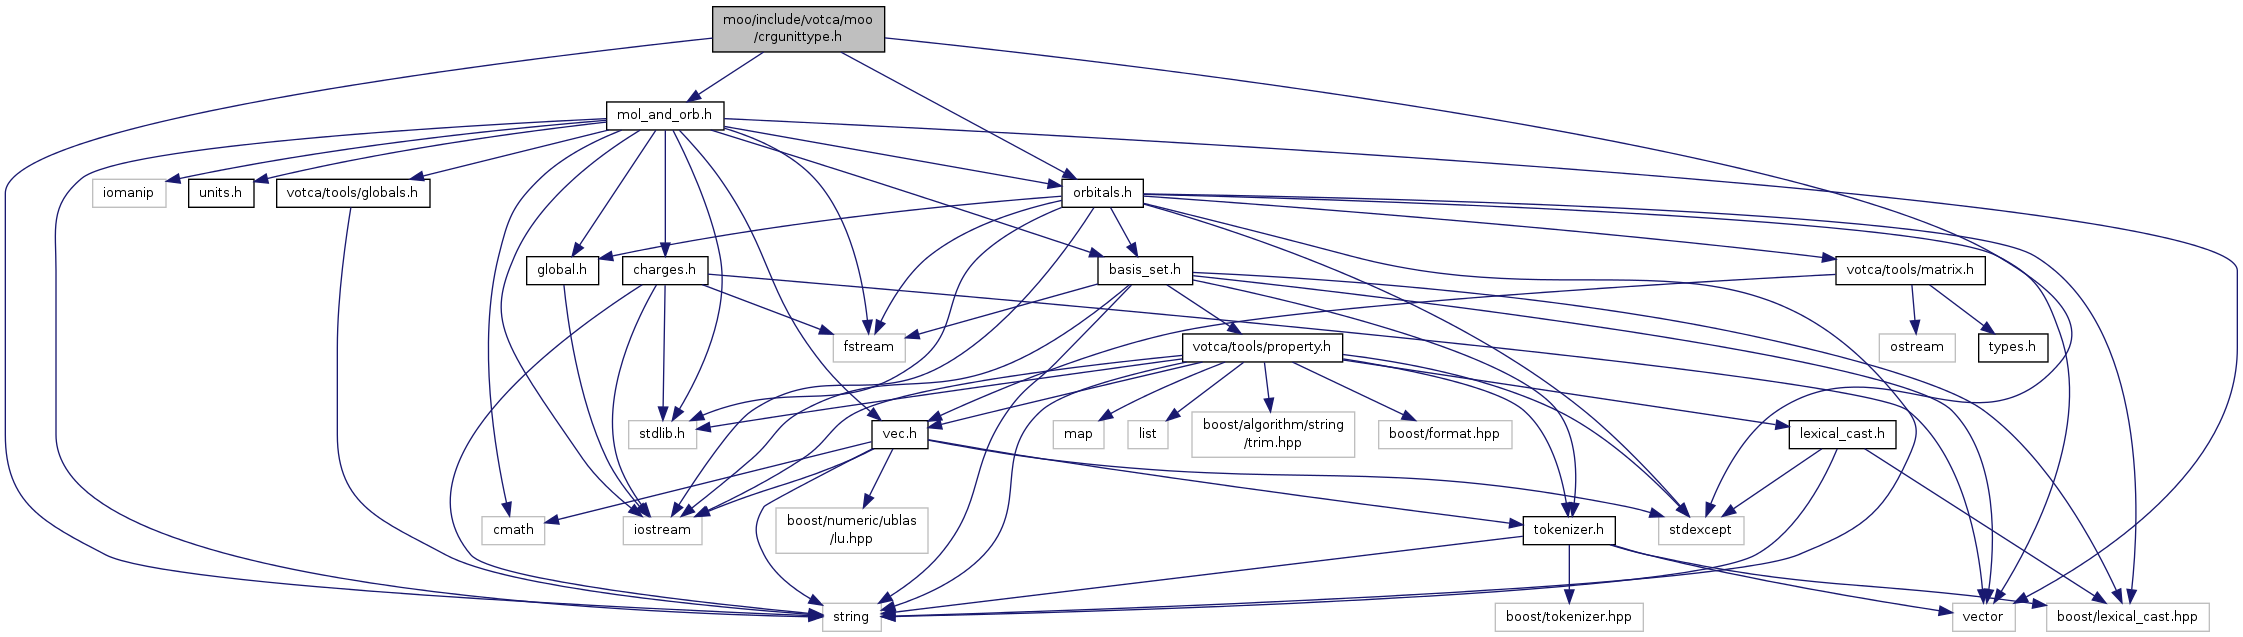 moo/include/votca/moo
/crgunittype.h
mol_and_orb.h
iomanip
units.h
votca/tools/globals.h
orbitals.h
global.h
charges.h
basis_set.h
votca/tools/matrix.h
fstream
votca/tools/property.h
ostream
types.h
stdlib.h
vec.h
map
list
boost/algorithm/string
/trim.hpp
boost/format.hpp
lexical_cast.h
cmath
iostream
boost/numeric/ublas
/lu.hpp
tokenizer.h
stdexcept
string
boost/tokenizer.hpp
vector
boost/lexical_cast.hpp